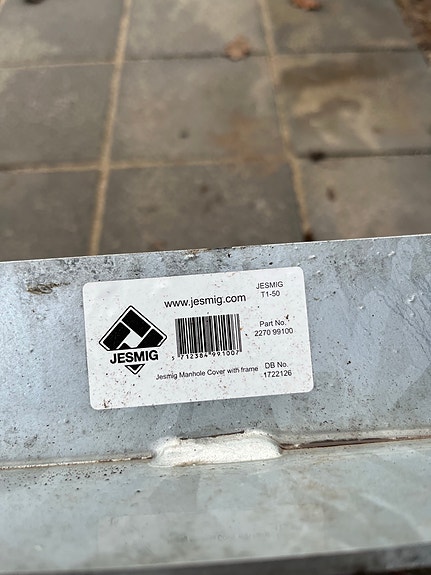 www.jesmig.com
JESMIG
T1-50
JESMIG
5 712384 991007
Part No.
2270 99100
Jesmig Manhole Cover with frame
DB No.
1722126